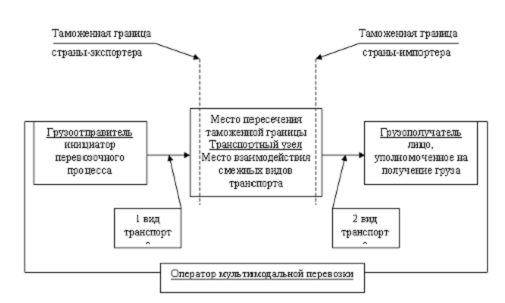 Таможенная граница
страны-экспортера
Таможенная граница
страны-импортера
Грузоотправитель
инициатор
перевозочного
процесса
Место пересечения
таможенной границы
Транспортный узел
Место взаимодействия
смежных видов
транспорта
Грузополучатель
лицо,
уполномоченное на
получение груза
1 вид
транспорт
2 вид
транспорт
Оператор мультимодальной перевозки